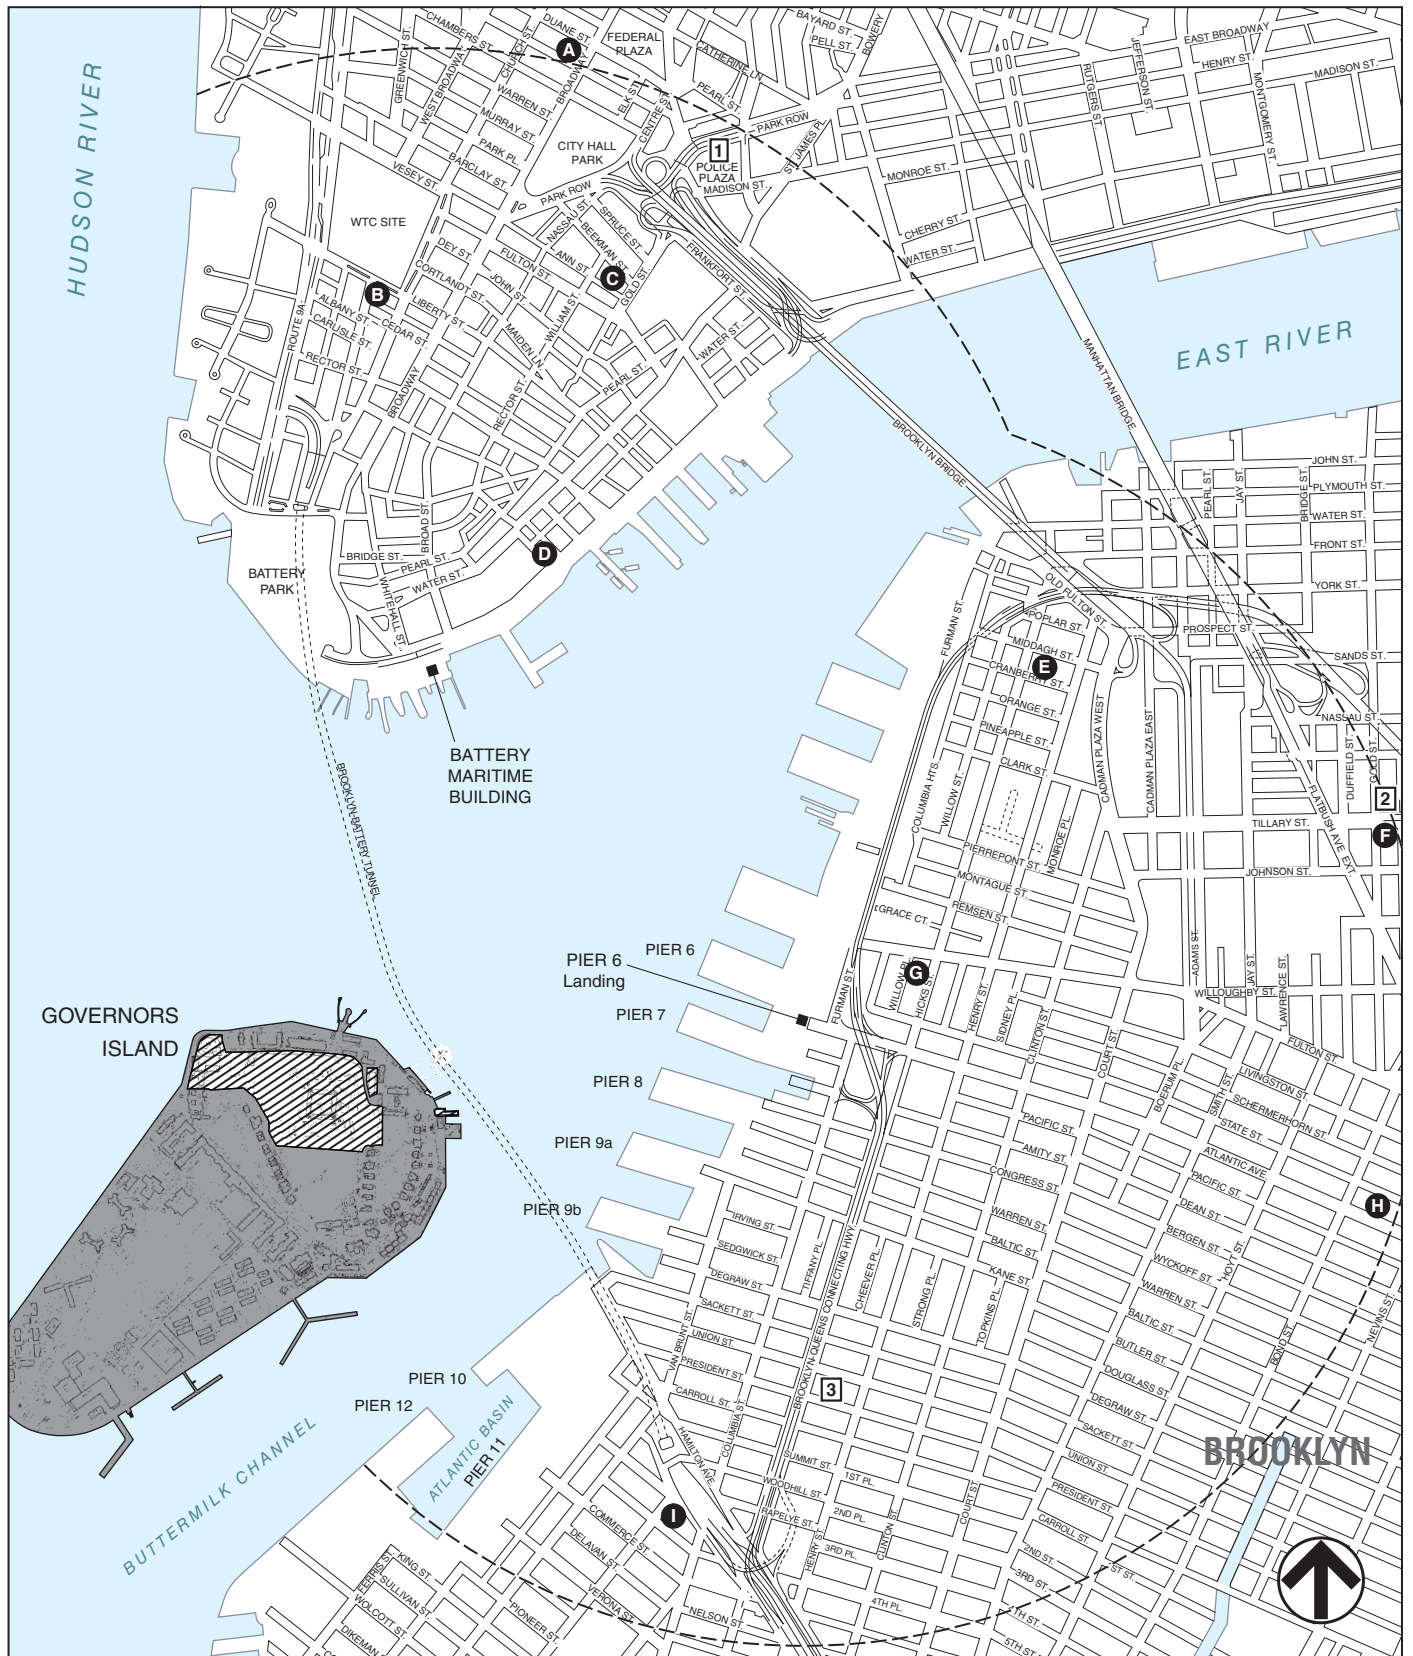 HUDSON RIVER
CHAMBERS ST.
DUANE ST.
A
FEDERAL
PLAZA
BAYARD ST.
PELL ST.
BOWERY
CATHERINE LN
PEARL ST
EAST BROADWAY
HENRY ST.
MADISON ST.
JEFFERSON ST.
RUTGERS ST.
MONTGOMERY ST.
GREENWICH ST.
WEST BROADWAY
CHURCH ST.
BROADWAY
WARREN ST.
MURRAY ST.
PARK PL.
BARCLAY ST.
VESEY ST.
ELK ST.
CENTRE ST.
CITY HALL
PARK
PARK ROW
1
POLICE
PLAZA
MADISON ST.
PARK ROW
ST. JAMES PL.
MONROE ST.
CHERRY ST.
WATER ST.
WTC SITE
NASSAU ST.
SPRUCE ST.
BEEKMAN ST.
ANN ST.
FULTON ST.
JOHN ST.
DEY ST.
CORTLANDT ST.
LIBERTY ST.
CEDAR ST.
ALBANY ST.
CARLISLE ST.
RECTOR ST.
ROUTE 9A
B
C
GOLD ST.
FRANKFORT ST.
WILLIAM ST.
MAIDEN LN.
PEARL ST.
WATER ST.
RECTOR ST.
BROADWAY
EAST RIVER
MANHATTAN BRIDGE
BROOKLYN BRIDGE
BROAD ST.
BRIDGE ST.
PEARL ST.
WATER ST.
WHITEHALL ST.
D
BATTERY
PARK
BATTERY
MARITIME
BUILDING
BROOKLYN-BATTERY TUNNEL
JOHN ST.
PLYMOUTH ST.
WATER ST.
FRONT ST.
YORK ST.
PEARL ST.
JAY ST.
BRIDGE ST.
PROSPECT ST.
SANDS ST.
NASSAU ST.
OLD FULTON ST.
POPLAR ST.
MIDDAGH ST.
CRANBERRY ST.
E
ORANGE ST.
PINEAPPLE ST.
CLARK ST.
FURMAN ST.
COLUMBIA HTS.
WILLOW ST.
CADMAN PLAZA WEST
CADMAN PLAZA EAST
DUFFIELD ST.
GOLD ST.
2
F
FLATBUSH AVE. EXT.
TILLARY ST.
JOHNSON ST.
MONROE PL.
PIERREPONT ST.
MONTAGUE ST.
REMSEN ST.
GRACE CT.
G
WILLOW PL.
HICKS ST.
HENRY ST.
SIDNEY PL.
CLINTON ST.
COURT ST.
ADAMS ST.
JAY ST.
LAWRENCE ST.
WILLOUGHBY ST.
FULTON ST.
LIVINGSTON ST.
SCHERMERHORN ST.
STATE ST.
ATLANTIC AVE.
PACIFIC ST.
DEAN ST.
BERGEN ST.
WYCKOFF ST.
WARREN ST.
BALTIC ST.
BUTLER ST.
DOUGLASS ST.
DEGRAW ST.
SACKETT ST.
UNION ST.
PRESIDENT ST.
CARROLL ST.
BOERUM PL.
SMITH ST.
HOYT ST.
BOND ST.
NEVINS ST.
H
PIER 6
PIER 6
Landing
FURMAN ST.
PIER 7
PIER 8
PIER 9a
PIER 9b
GOVERNORS
ISLAND
PACIFIC ST.
AMITY ST.
CONGRESS ST.
WARREN ST.
BALTIC ST.
KANE ST.
IRVING ST.
SEDGWICK ST.
DEGRAW ST.
SACKETT ST.
UNION ST.
PRESIDENT ST.
CARROLL ST.
VAN BRUNT ST.
COLUMBIA ST.
TIFFANY PL.
CHEEVER PL.
STRONG PL.
TOMPKINS PL.
BROOKLYN-QUEENS CONNECTING HWY
3
HAMILTON AVE.
PIER 10
PIER 12
ATLANTIC BASIN
PIER 11
BUTTERMILK CHANNEL
BROOKLYN
SUMMIT ST.
WOODHILL ST.
RAPELYE ST.
1ST PL.
2ND PL.
3RD PL.
4TH PL.
HENRY ST.
CLINTON ST.
COURT ST.
1ST ST.
2ND ST.
3RD ST.
4TH ST.
5TH ST.
I
COMMERCE ST.
DELAVAN ST.
VERONA ST.
NELSON ST.
PIONEER ST.
KING ST.
SULLIVAN ST.
FERRIS ST.
WOLCOTT ST.
DIKEMAN